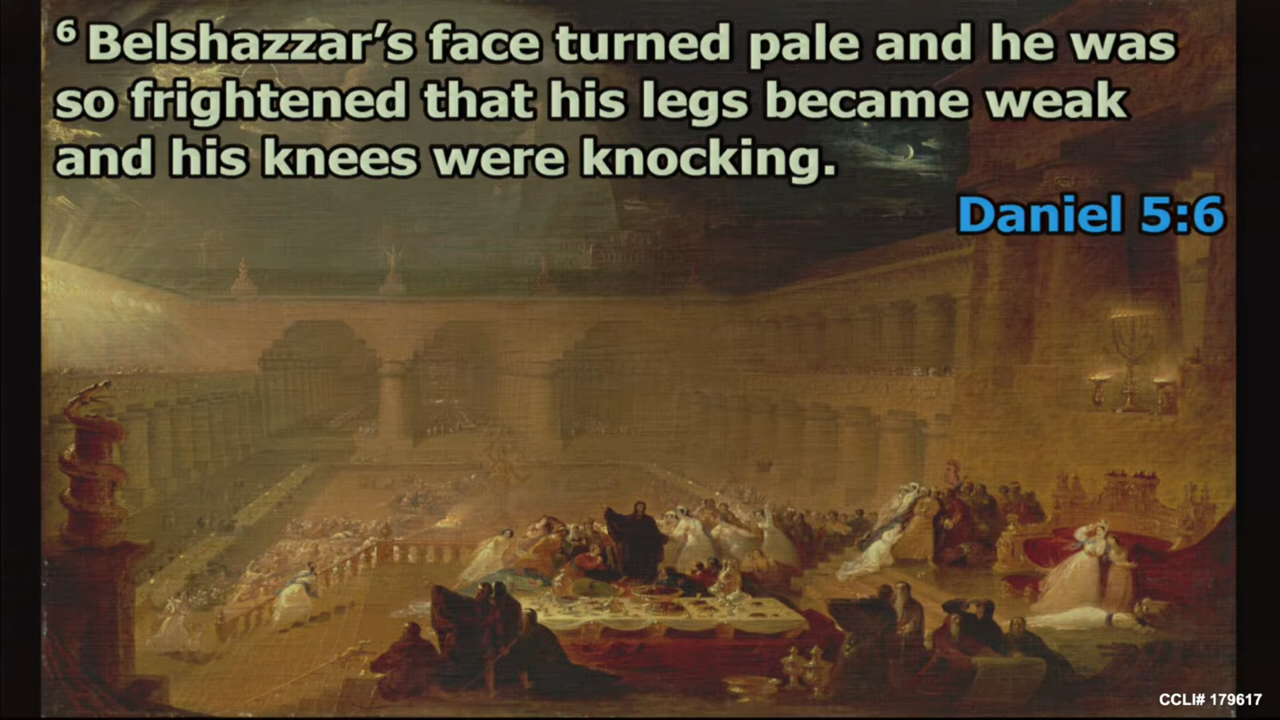 6 Belshazzar's face turned pale and he was
so frightened that his legs became weak
and his knees were knocking.
Daniel 5:6
CCLI# 179617